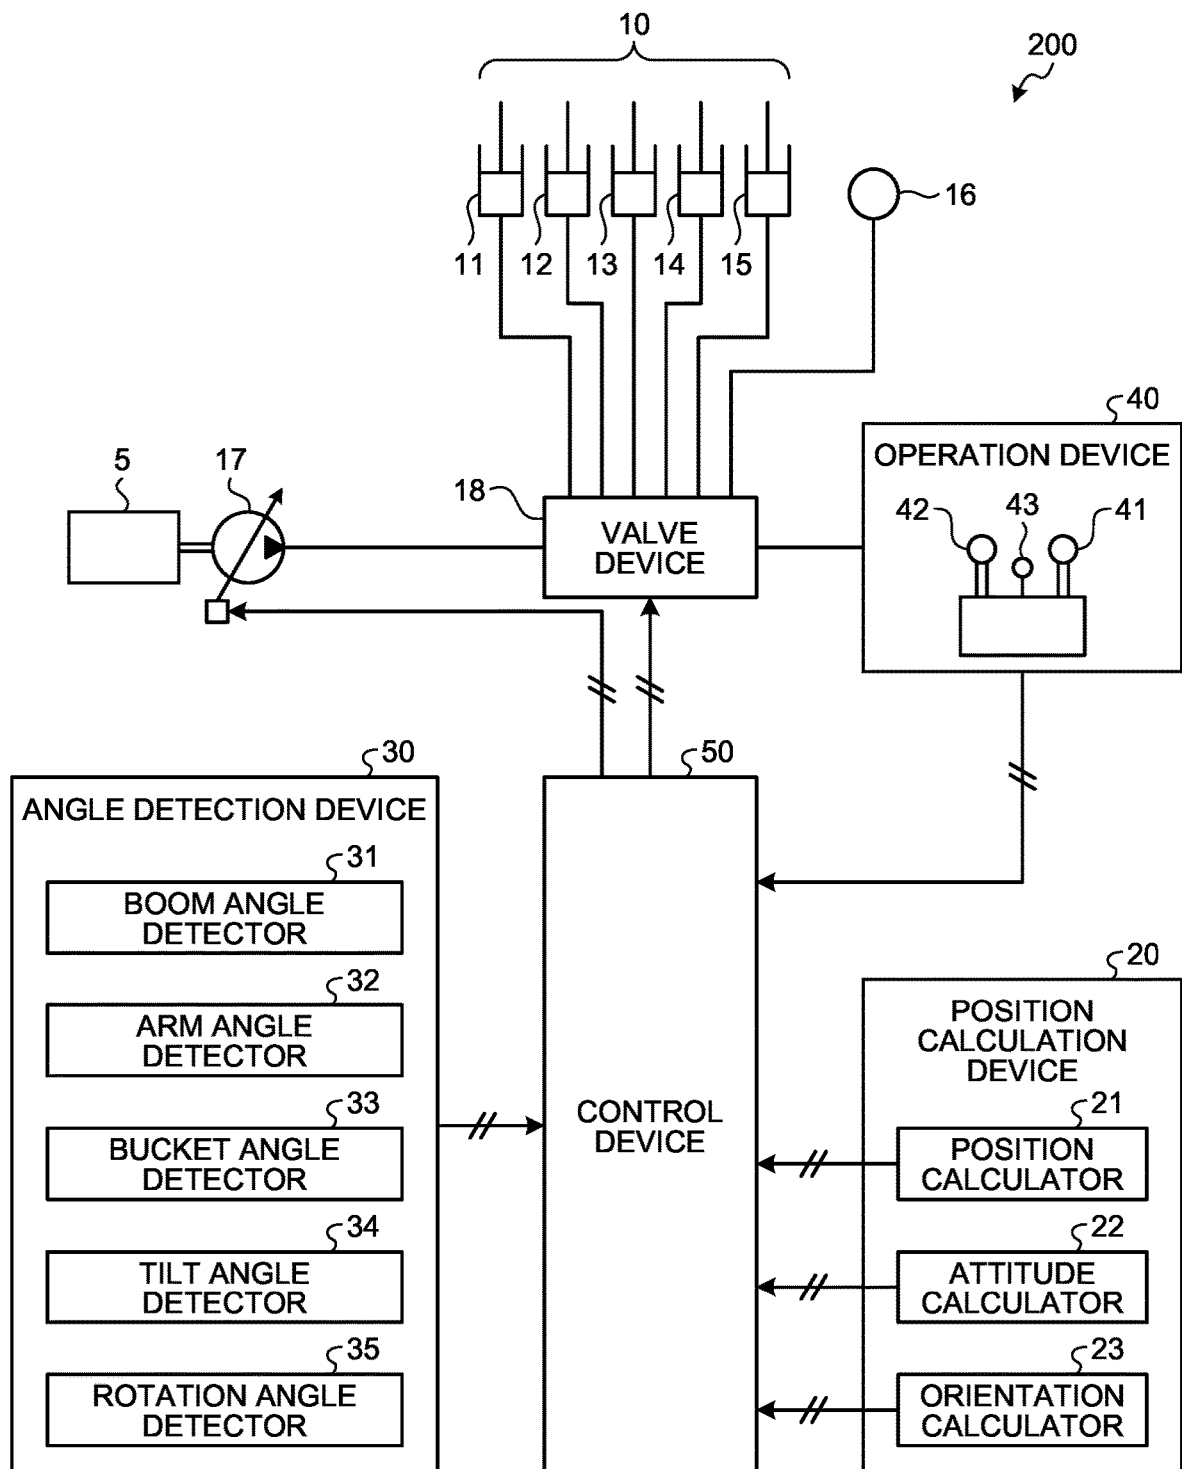 10
200
11
12
13
14
15
16
5
17
18
VALVE
DEVICE
40
OPERATION DEVICE
42
43
41
30
ANGLE DETECTION DEVICE
31
BOOM ANGLE
DETECTOR
32
ARM ANGLE
DETECTOR
33
BUCKET ANGLE
DETECTOR
34
TILT ANGLE
DETECTOR
35
ROTATION ANGLE
DETECTOR
50
CONTROL
DEVICE
20
POSITION
CALCULATION
DEVICE
21
POSITION
CALCULATOR
22
ATTITUDE
CALCULATOR
23
ORIENTATION
CALCULATOR